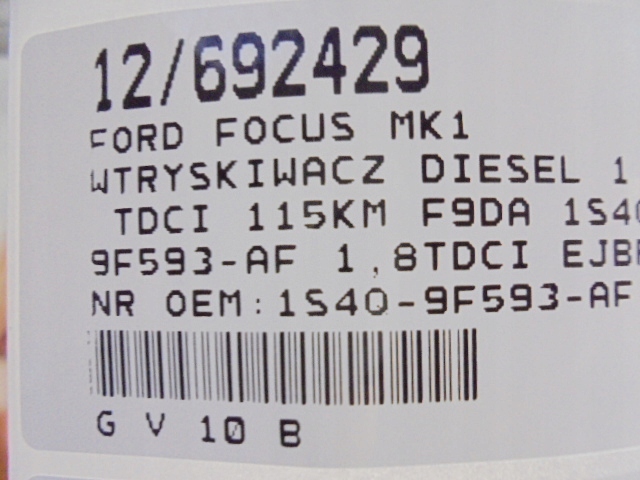 12/692429
FORD FOCUS MK1
WTRYSKIWACZ DIESEL 1
TDCI 115KM F9DA 1S40
9F593-AF 1,8TDCI
NR OEM:1S40-9F593-AF
G V 10 B